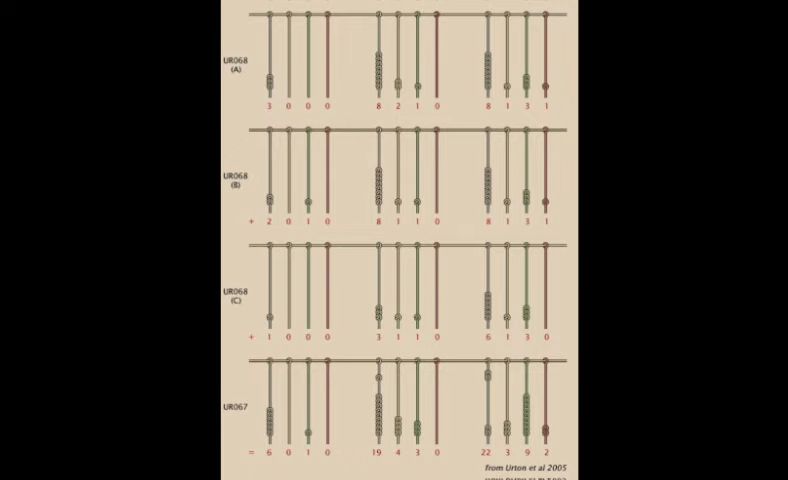 UR068
(A)
3 0 0 0 8 2 1 0 8 1 3 1
UR068
(B)
+ 2 0 1 0 8 1 1 0 8 1 3 1
UR068
(C)
+ 1 0 0 0 3 1 1 0 6 1 3 0
UR067
= 6 0 1 0 19 4 3 0 22 3 9 2
from Urton et al 2005